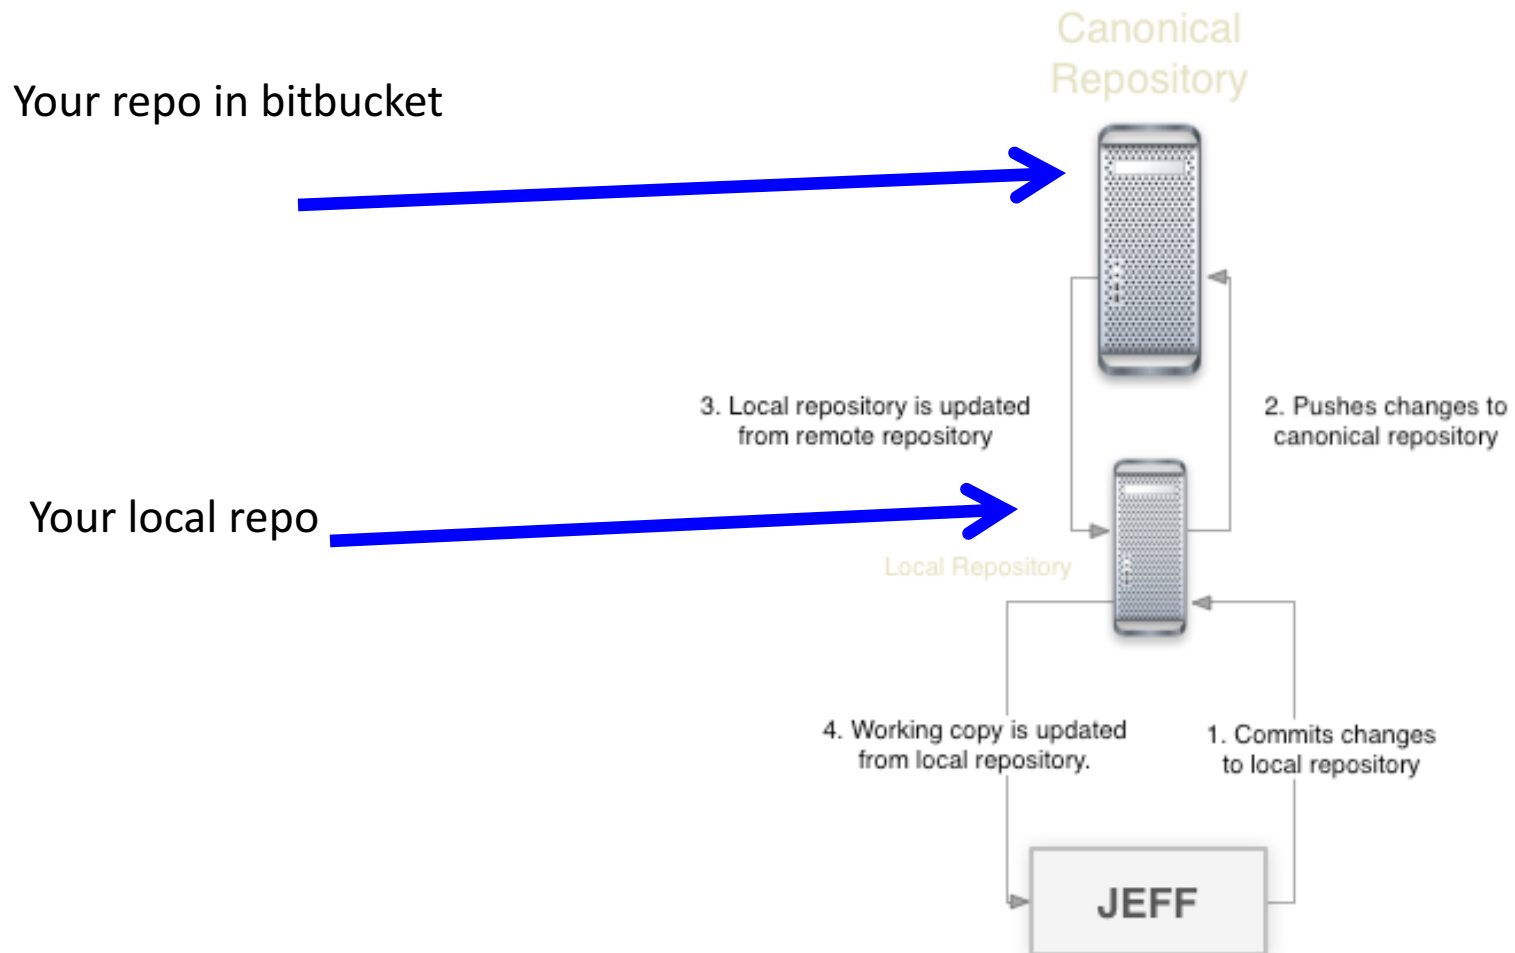 Canonical
Repository
Your repo in bitbucket
3. Local repository is updated
from remote repository
2. Pushes changes to
canonical repository
Your local repo
Local Repository
4. Working copy is updated
from local repository.
1. Commits changes
to local repository
JEFF